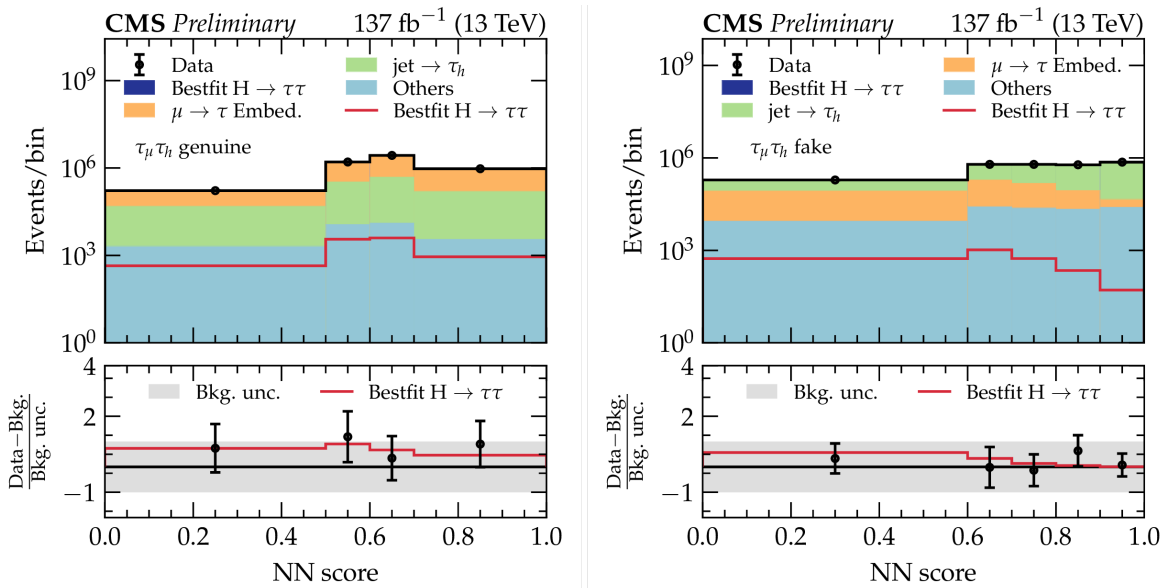 CMS Preliminary 137 fb⁻¹ (13 TeV)
Data
Bestfit H → ττ
μ → τ Embed.
jet → τₕ
Others
Bestfit H → ττ
τ_μτₕ genuine
Events/bin
10⁹
10⁶
10³
10⁰
Bkg. unc.
Bestfit H → ττ
Data−Bkg.
Bkg. unc.
4
2
−1
0.0 0.2 0.4 0.6 0.8 1.0
NN score
CMS Preliminary 137 fb⁻¹ (13 TeV)
Data
Bestfit H → ττ
jet → τₕ
μ → τ Embed.
Others
Bestfit H → ττ
τ_μτₕ fake
Events/bin
10⁹
10⁶
10³
10⁰
Bkg. unc.
Bestfit H → ττ
Data−Bkg.
Bkg. unc.
4
2
−1
0.0 0.2 0.4 0.6 0.8 1.0
NN score